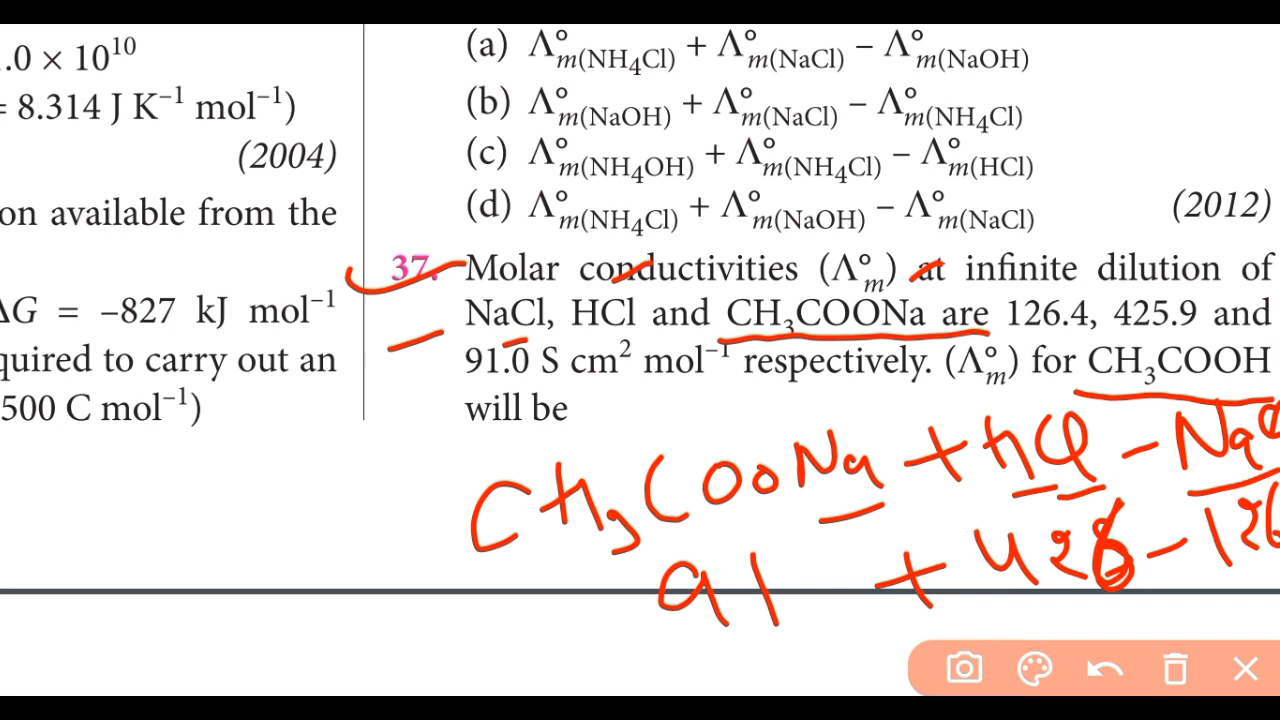 .0 × 10¹⁰
= 8.314 J K⁻¹ mol⁻¹)
(2004)
on available from the
ΔG = –827 kJ mol⁻¹
quired to carry out an
500 C mol⁻¹)
(a) Λ°m(NH₄Cl) + Λ°m(NaCl) – Λ°m(NaOH)
(b) Λ°m(NaOH) + Λ°m(NaCl) – Λ°m(NH₄Cl)
(c) Λ°m(NH₄OH) + Λ°m(NH₄Cl) – Λ°m(HCl)
(d) Λ°m(NH₄Cl) + Λ°m(NaOH) – Λ°m(NaCl) (2012)
37. Molar conductivities (Λ°m) at infinite dilution of
NaCl, HCl and CH₃COONa are 126.4, 425.9 and
91.0 S cm² mol⁻¹ respectively. (Λ°m) for CH₃COOH
will be
CH₃COONa + HCl – NaC
91 + 426 – 126